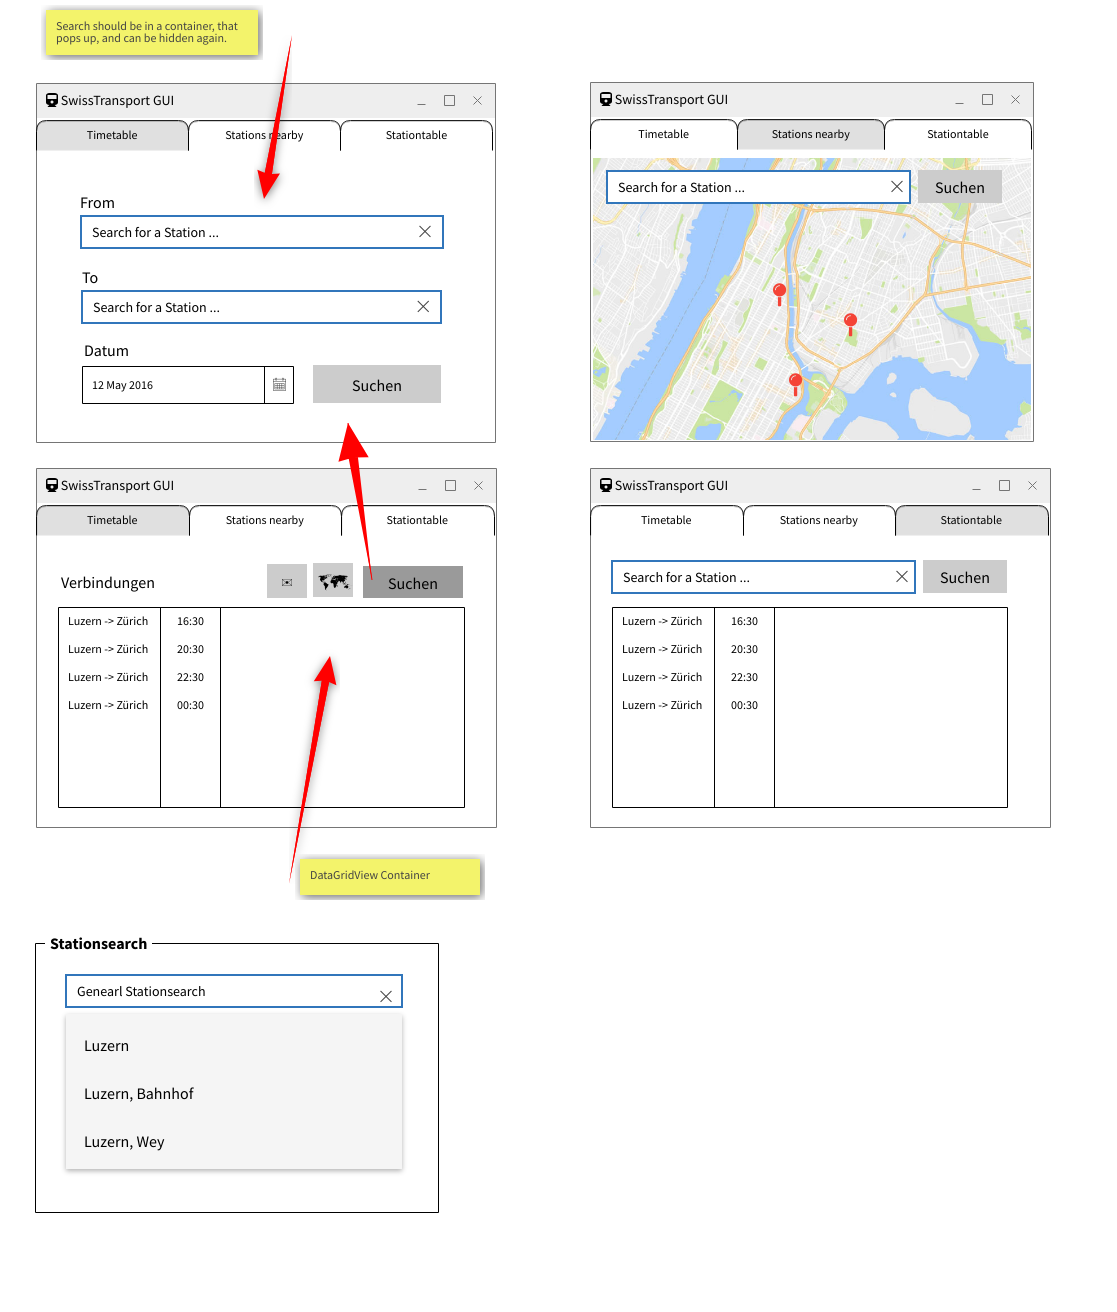 Search should be in a container, that
pops up, and can be hidden again.
SwissTransport GUI
Timetable
Stations nearby
Stationtable
From
Search for a Station ...
To
Search for a Station ...
Datum
12 May 2016
Suchen
SwissTransport GUI
Timetable
Stations nearby
Stationtable
Search for a Station ...
Suchen
SwissTransport GUI
Timetable
Stations nearby
Stationtable
Verbindungen
Suchen
Luzern -> Zürich 16:30
Luzern -> Zürich 20:30
Luzern -> Zürich 22:30
Luzern -> Zürich 00:30
DataGridView Container
SwissTransport GUI
Timetable
Stations nearby
Stationtable
Search for a Station ...
Suchen
Luzern -> Zürich 16:30
Luzern -> Zürich 20:30
Luzern -> Zürich 22:30
Luzern -> Zürich 00:30
Stationsearch
Genearl Stationsearch
Luzern
Luzern, Bahnhof
Luzern, Wey